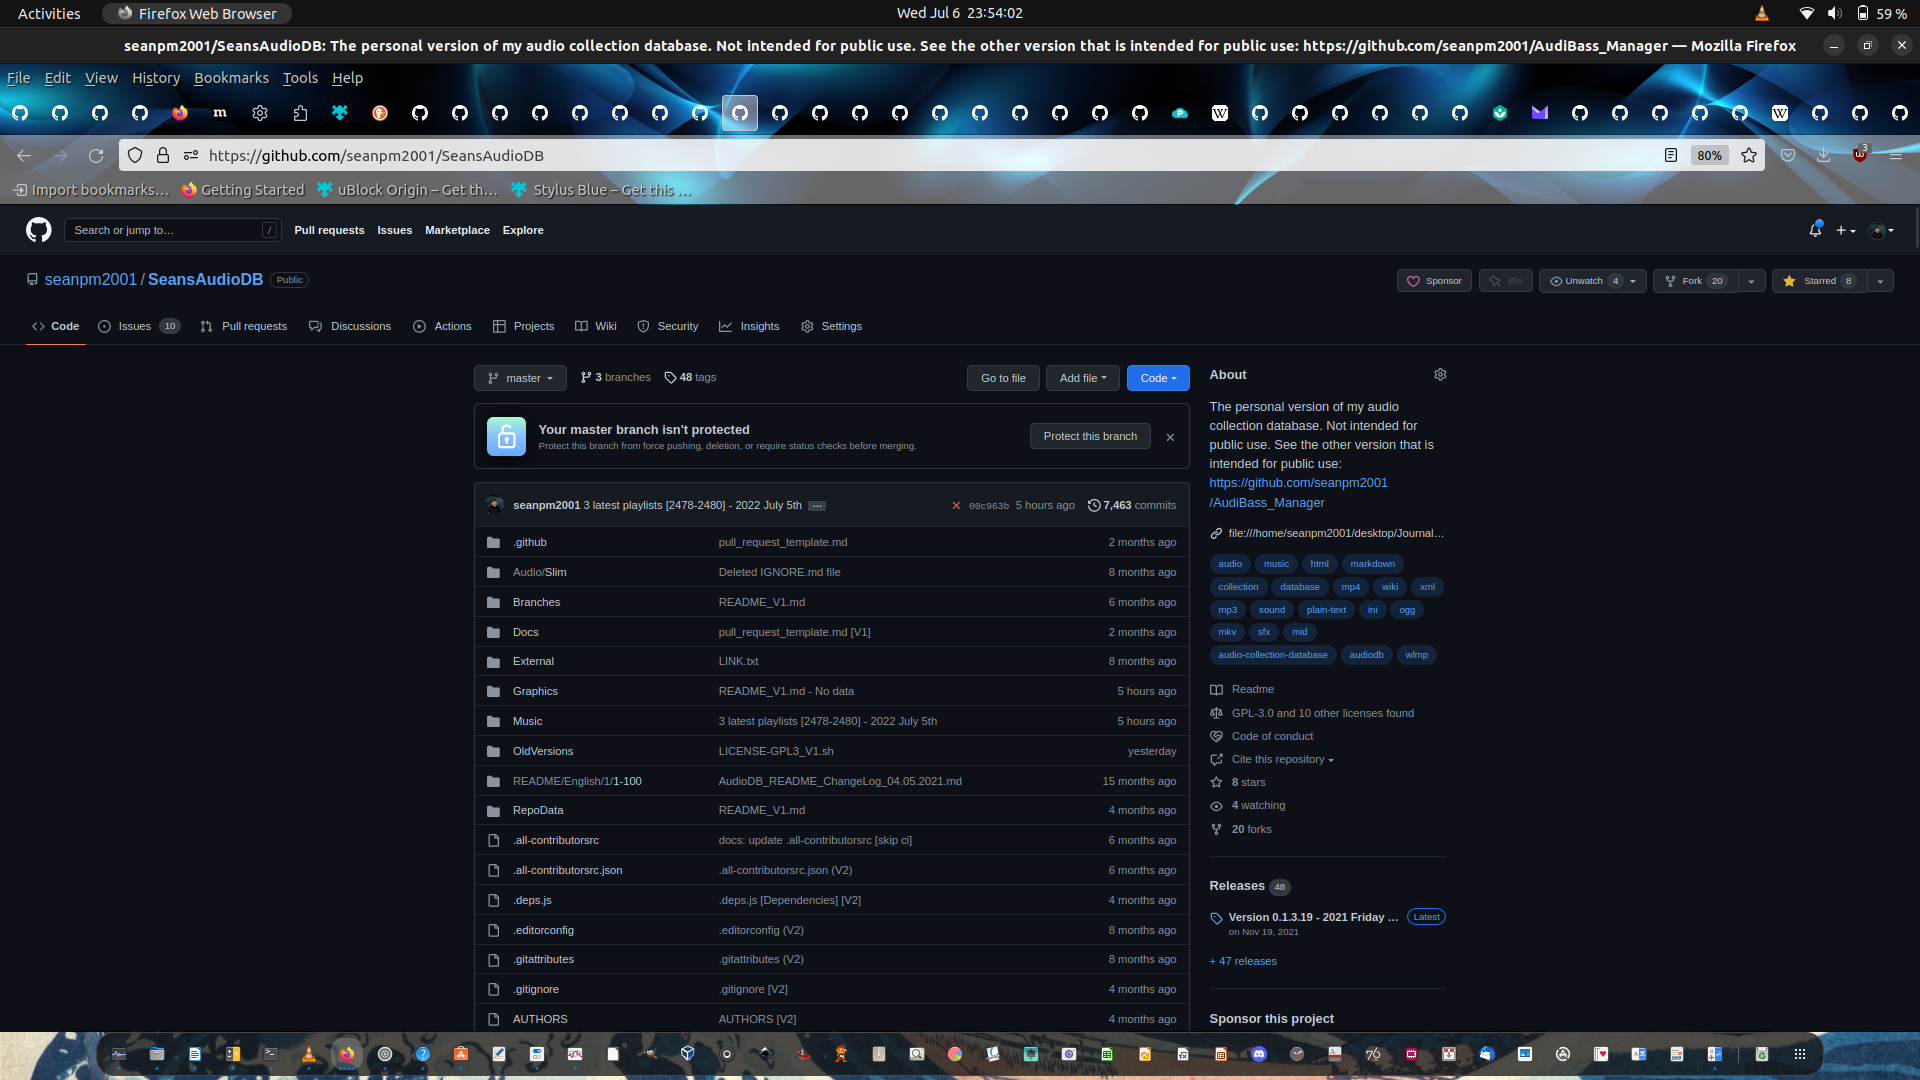 Activities Firefox Web Browser Wed Jul 6 23:54:02 59 %
seanpm2001/SeansAudioDB: The personal version of my audio collection database. Not intended for public use. See the other version that is intended for public use: https://github.com/seanpm2001/AudiBass_Manager — Mozilla Firefox
File Edit View History Bookmarks Tools Help
https://github.com/seanpm2001/SeansAudioDB 80% 3
Import bookmarks… Getting Started uBlock Origin – Get th… Stylus Blue – Get this …
Search or jump to… / Pull requests Issues Marketplace Explore
seanpm2001 / SeansAudioDB Public Sponsor Pin Unwatch 4 Fork 20 Starred 8
Code Issues 10 Pull requests Discussions Actions Projects Wiki Security Insights Settings
master 3 branches 48 tags Go to file Add file Code
Your master branch isn't protected
Protect this branch from force pushing, deletion, or require status checks before merging.
Protect this branch
seanpm2001 3 latest playlists [2478-2480] - 2022 July 5th ... 00c963b 5 hours ago 7,463 commits
.github pull_request_template.md 2 months ago
Audio/Slim Deleted IGNORE.md file 8 months ago
Branches README_V1.md 6 months ago
Docs pull_request_template.md [V1] 2 months ago
External LINK.txt 8 months ago
Graphics README_V1.md - No data 5 hours ago
Music 3 latest playlists [2478-2480] - 2022 July 5th 5 hours ago
OldVersions LICENSE-GPL3_V1.sh yesterday
README/English/1/1-100 AudioDB_README_ChangeLog_04.05.2021.md 15 months ago
RepoData README_V1.md 4 months ago
.all-contributorsrc docs: update .all-contributorsrc [skip ci] 6 months ago
.all-contributorsrc.json .all-contributorsrc.json (V2) 6 months ago
.deps.js .deps.js [Dependencies] [V2] 4 months ago
.editorconfig .editorconfig (V2) 8 months ago
.gitattributes .gitattributes (V2) 8 months ago
.gitignore .gitignore [V2] 4 months ago
AUTHORS AUTHORS [V2] 4 months ago
About
The personal version of my audio
collection database. Not intended for
public use. See the other version that is
intended for public use:
https://github.com/seanpm2001
/AudiBass_Manager
file:///home/seanpm2001/desktop/Journal…
audio music html markdown
collection database mp4 wiki xml
mp3 sound plain-text ini ogg
mkv sfx mid
audio-collection-database audiodb wlmp
Readme
GPL-3.0 and 10 other licenses found
Code of conduct
Cite this repository
8 stars
4 watching
20 forks
Releases 48
Version 0.1.3.19 - 2021 Friday … Latest
on Nov 19, 2021
+ 47 releases
Sponsor this project